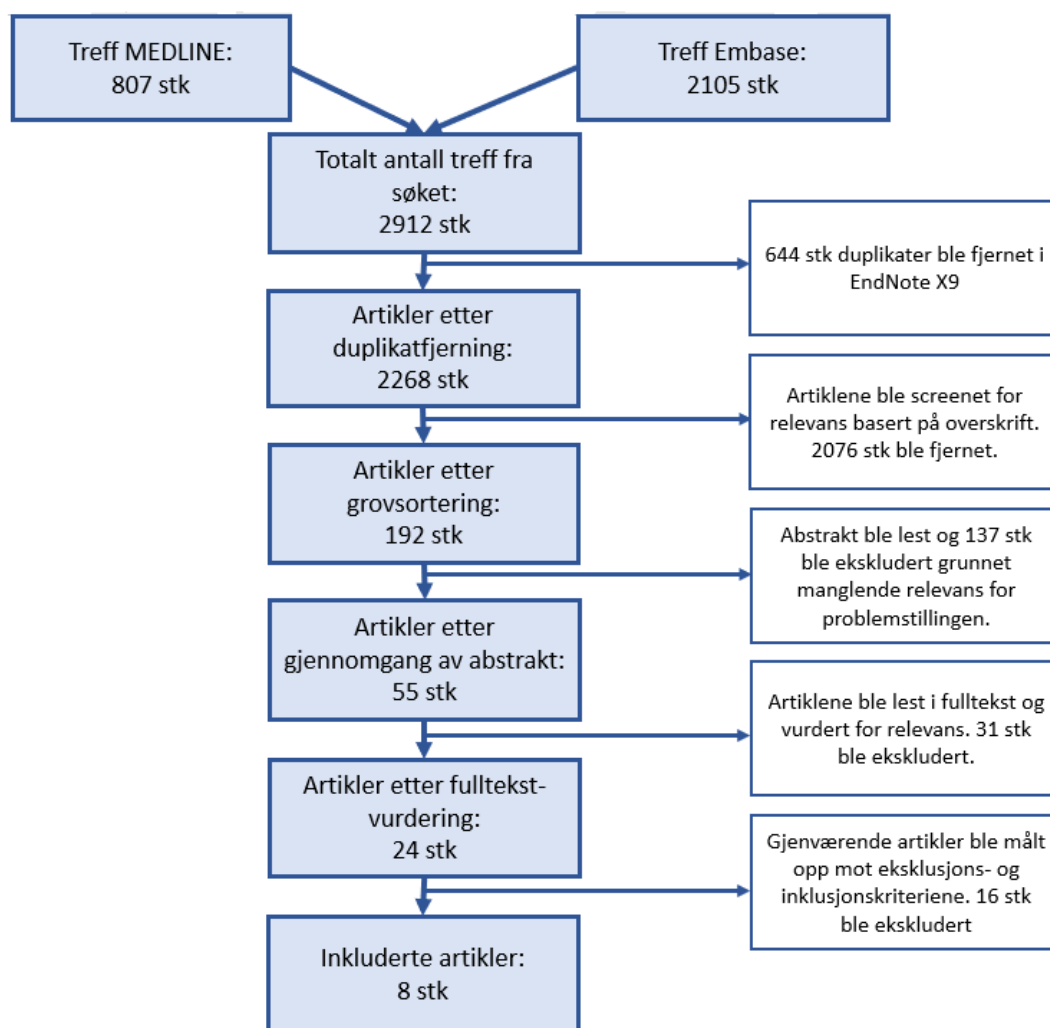 Treff MEDLINE:
807 stk
Treff Embase:
2105 stk
Totalt antall treff fra
søket:
2912 stk
644 stk duplikater ble fjernet i
EndNote X9
Artikler etter
duplikatfjerning:
2268 stk
Artiklene ble screenet for
relevans basert på overskrift.
2076 stk ble fjernet.
Artikler etter
grovsortering:
192 stk
Abstrakt ble lest og 137 stk
ble ekskludert grunnet
manglende relevans for
problemstillingen.
Artikler etter
gjennomgang av abstrakt:
55 stk
Artiklene ble lest i fulltekst og
vurdert for relevans. 31 stk
ble ekskludert.
Artikler etter fulltekst-
vurdering:
24 stk
Gjenværende artikler ble målt
opp mot eksklusjons- og
inklusjonskriteriene. 16 stk
ble ekskludert
Inkluderte artikler:
8 stk